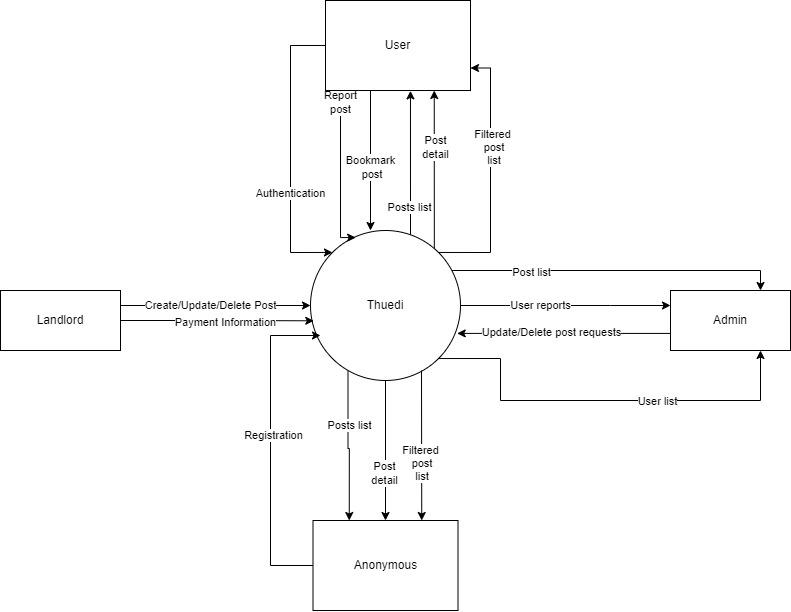 User
Report
post
Bookmark
post
Post
detail
Filtered
post
list
Authentication
Posts list
Post list
Landlord
Create/Update/Delete Post
Payment Information
Thuedi
User reports
Update/Delete post requests
Admin
User list
Registration
Posts list
Post
detail
Filtered
post
list
Anonymous